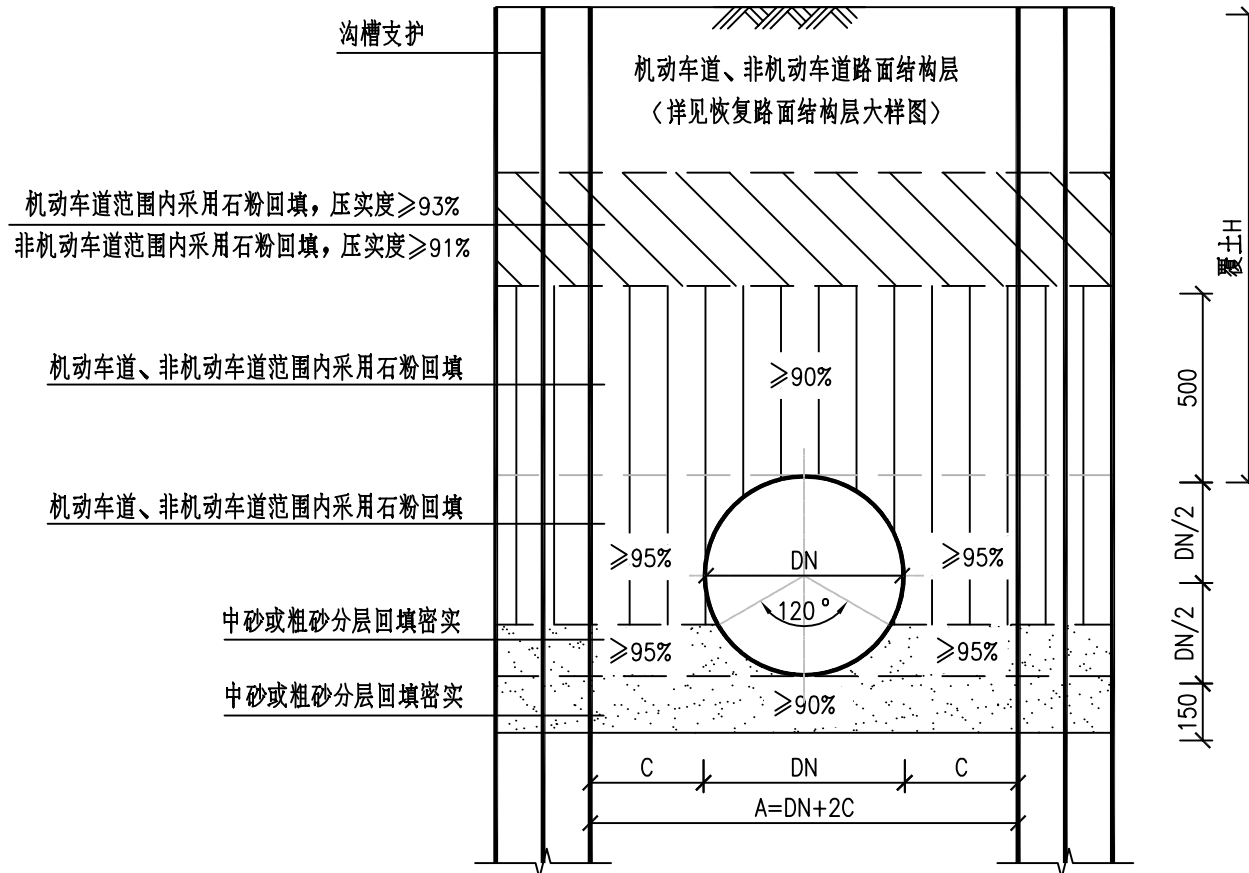 沟槽支护
机动车道、非机动车道路面结构层
（详见恢复路面结构层大样图）
机动车道范围内采用石粉回填，压实度≥93%
非机动车道范围内采用石粉回填，压实度≥91%
覆土H
机动车道、非机动车道范围内采用石粉回填
≥90%
500
机动车道、非机动车道范围内采用石粉回填
≥95%
DN
≥95%
DN/2
120°
中砂或粗砂分层回填密实
≥95%
≥95%
DN/2
中砂或粗砂分层回填密实
≥90%
150
C
DN
C
A=DN+2C